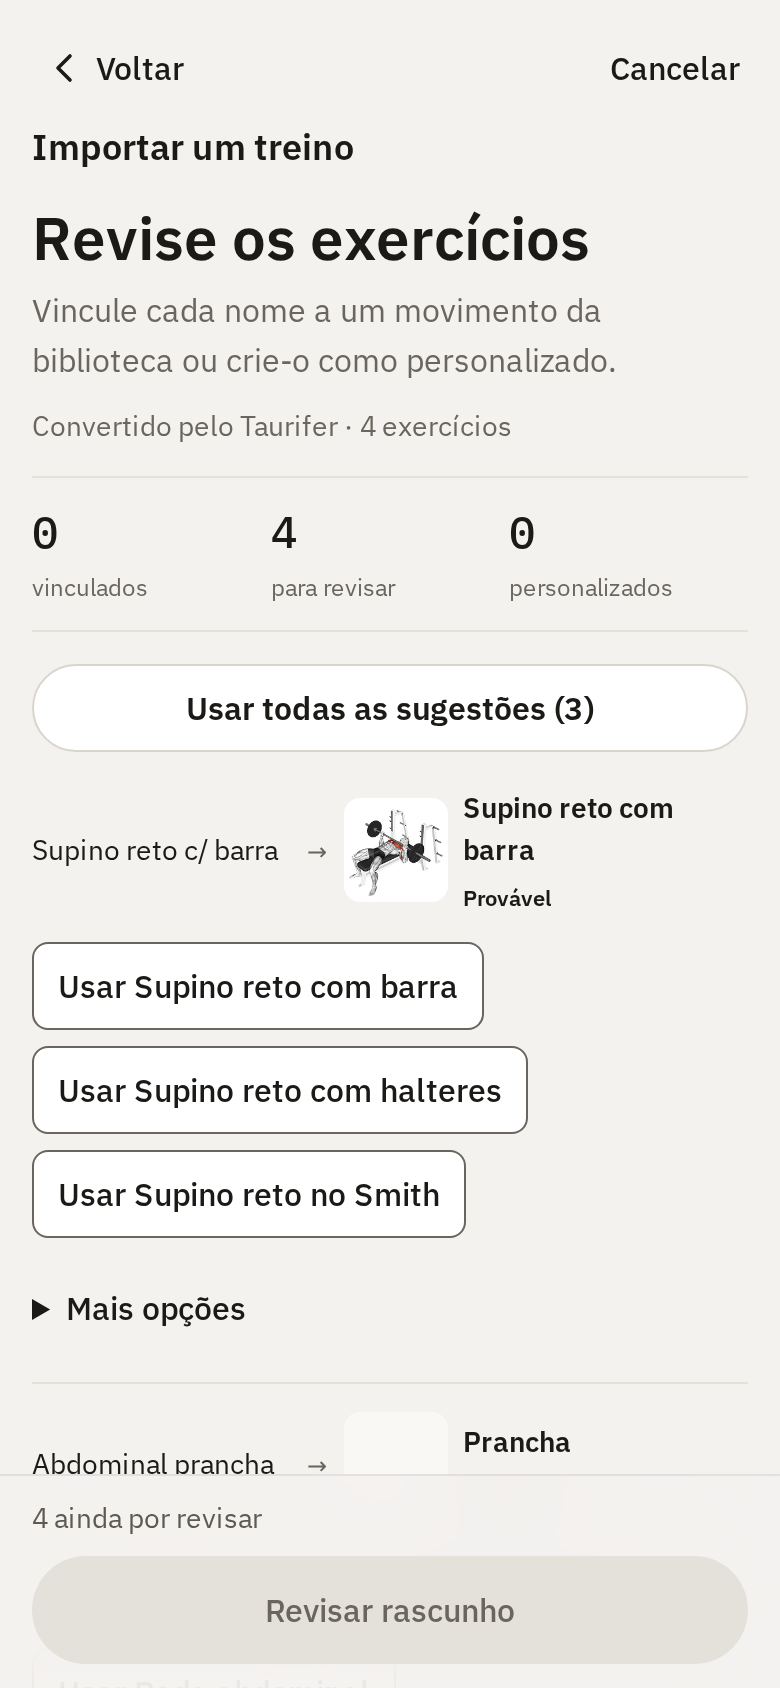 Voltar
Cancelar
Importar um treino
Revise os exercícios
Vincule cada nome a um movimento da
biblioteca ou crie-o como personalizado.
Convertido pelo Taurifer · 4 exercícios
0
4
0
vinculados
para revisar
personalizados
Usar todas as sugestões (3)
Supino reto c/ barra →
Supino reto com
barra
Provável
Usar Supino reto com barra
Usar Supino reto com halteres
Usar Supino reto no Smith
Mais opções
Abdominal prancha →
Prancha
4 ainda por revisar
Revisar rascunho